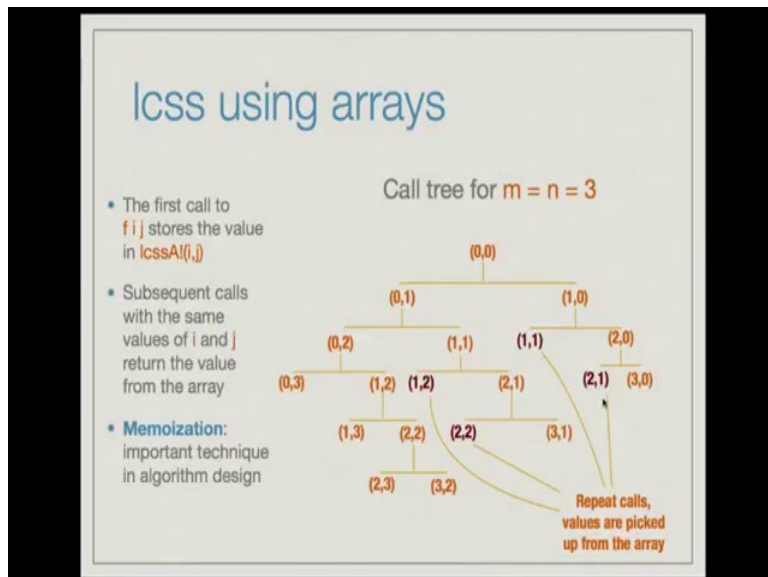 lcss using arrays
• The first call to
f i j stores the value
in lcssA!(i,j)
• Subsequent calls
with the same
values of i and j
return the value
from the array
• Memoization:
important technique
in algorithm design
Call tree for m = n = 3
(0,0)
(0,1) (1,0)
(0,2) (1,1) (1,1) (2,0)
(0,3) (1,2) (1,2) (2,1) (2,1) (3,0)
(1,3) (2,2) (2,2) (3,1)
(2,3) (3,2)
Repeat calls,
values are picked
up from the array